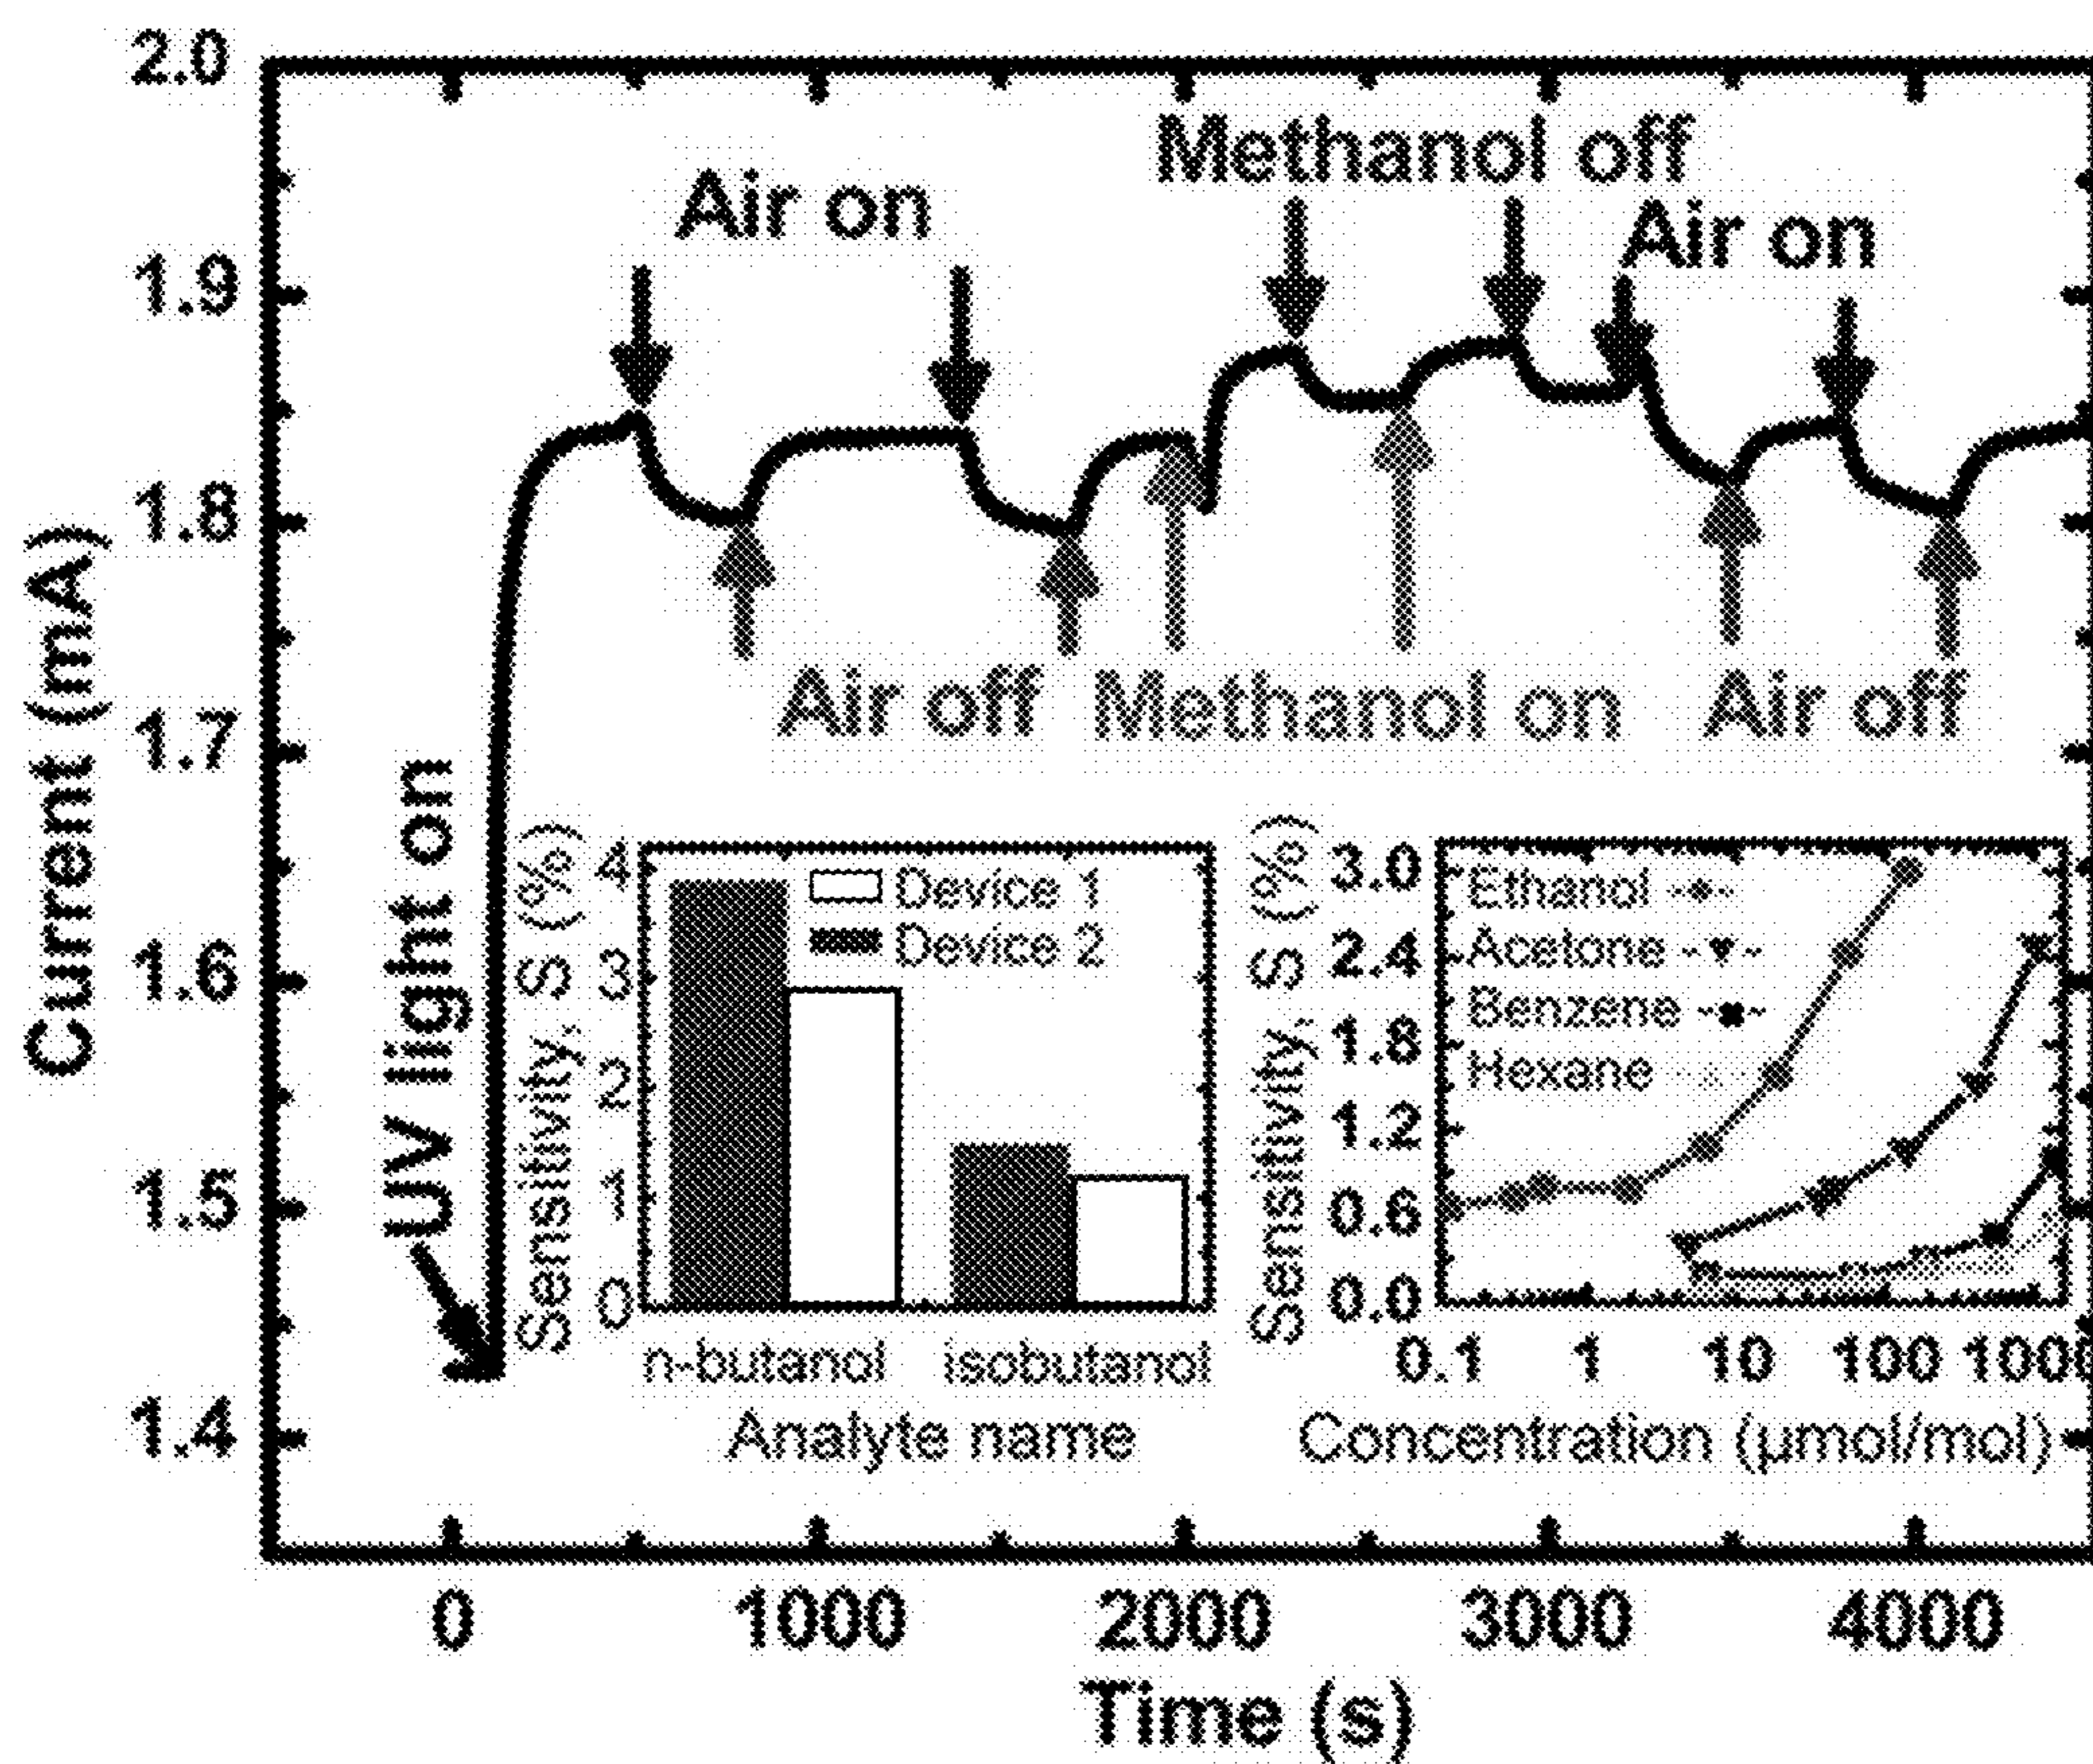 2.0
1.9
1.8
1.7
1.6
1.5
1.4
Current (mA)
Air on
Methanol off
Air on
Air off
Methanol on
Air off
UV light on
Sensitivity, S (%)
4
3
2
1
0
Device 1
Device 2
n-butanol
isobutanol
Analyte name
Sensitivity, S (%)
3.0
2.4
1.8
1.2
0.6
0.0
Ethanol
Acetone
Benzene
Hexane
0.1 1 10 100 1000
Concentration (µmol/mol)
0 1000 2000 3000 4000
Time (s)